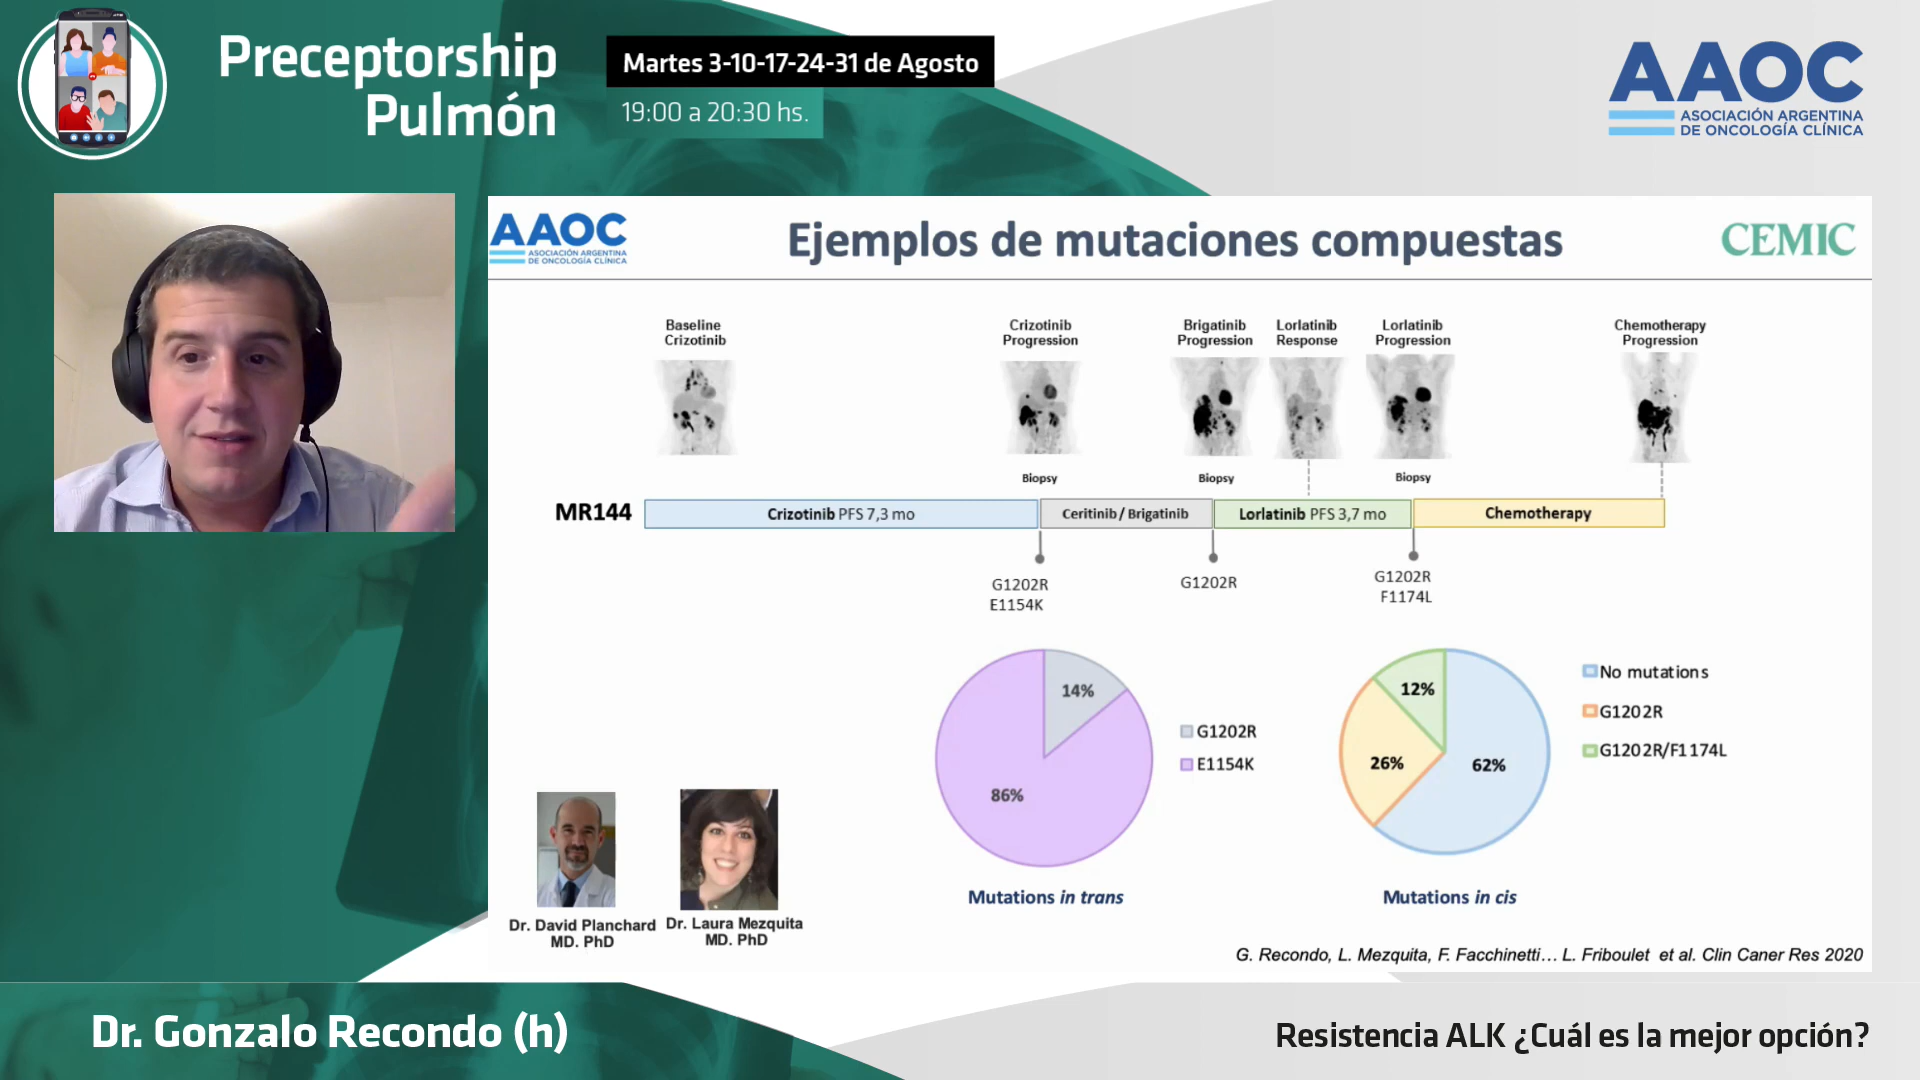 Preceptorship
Pulmón
Martes 3-10-17-24-31 de Agosto
19:00 a 20:30 hs.
AAOC
ASOCIACIÓN ARGENTINA
DE ONCOLOGÍA CLÍNICA
AAOC
ASOCIACIÓN ARGENTINA
DE ONCOLOGÍA CLÍNICA
Ejemplos de mutaciones compuestas
CEMIC
Baseline
Crizotinib
Crizotinib
Progression
Brigatinib
Progression
Lorlatinib
Response
Lorlatinib
Progression
Chemotherapy
Progression
Biopsy
Biopsy
Biopsy
MR144
Crizotinib PFS 7,3 mo
Ceritinib / Brigatinib
Lorlatinib PFS 3,7 mo
Chemotherapy
G1202R
E1154K
G1202R
G1202R
F1174L
14%
86%
G1202R
E1154K
Mutations in trans
12%
26%
62%
No mutations
G1202R
G1202R/F1174L
Mutations in cis
Dr. David Planchard
MD. PhD
Dr. Laura Mezquita
MD. PhD
G. Recondo, L. Mezquita, F. Facchinetti… L. Friboulet et al. Clin Caner Res 2020
Dr. Gonzalo Recondo (h)
Resistencia ALK ¿Cuál es la mejor opción?